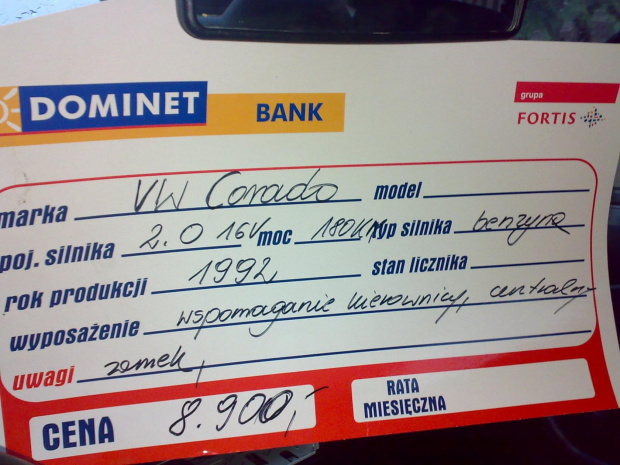 DOMINET BANK
grupa
FORTIS
marka VW Corrado model
poj. silnika 2.0 16V moc 180KM typ silnika benzyna
rok produkcji 1992 stan licznika
wyposażenie wspomaganie kierownicy, centralny
uwagi zamek,
CENA 8.900,-
RATA
MIESIĘCZNA